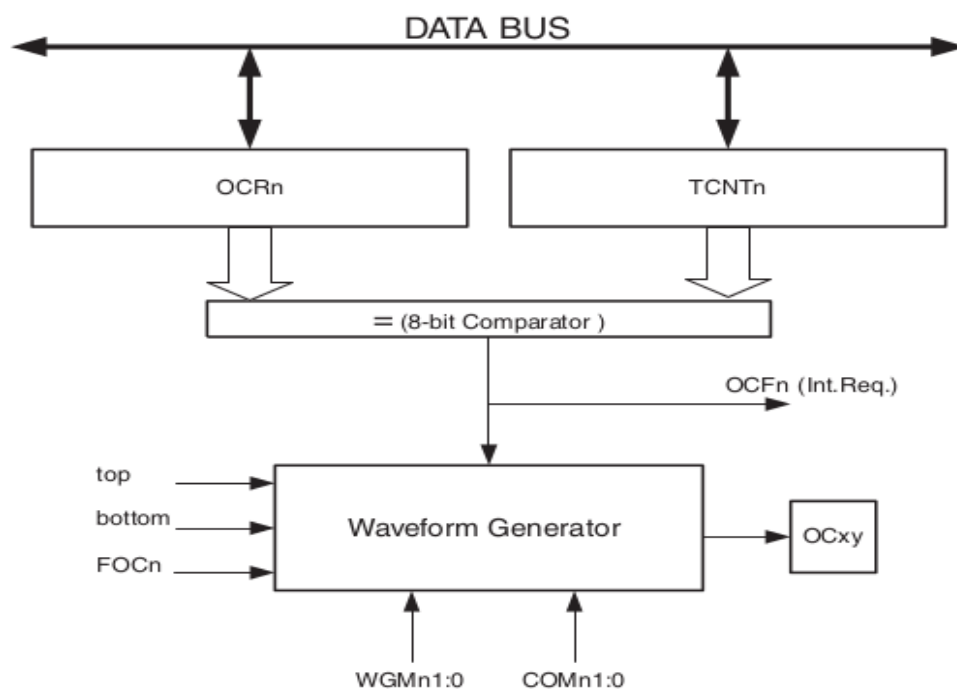 DATA BUS
OCRn
TCNTn
= (8-bit Comparator )
OCFn (Int.Req.)
top
bottom
FOCn
Waveform Generator
OCxy
WGMn1:0
COMn1:0